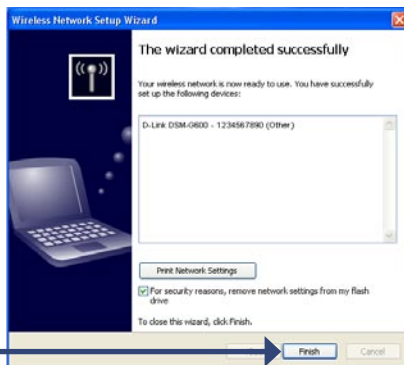 Wireless Network Setup Wizard
The wizard completed successfully
Your wireless network is now ready to use. You have successfully
set up the following devices:
D-Link DSM-G600 - 1234567890 (Other)
Print Network Settings
For security reasons, remove network settings from my flash
drive
To close this wizard, click Finish.
Finish
Cancel